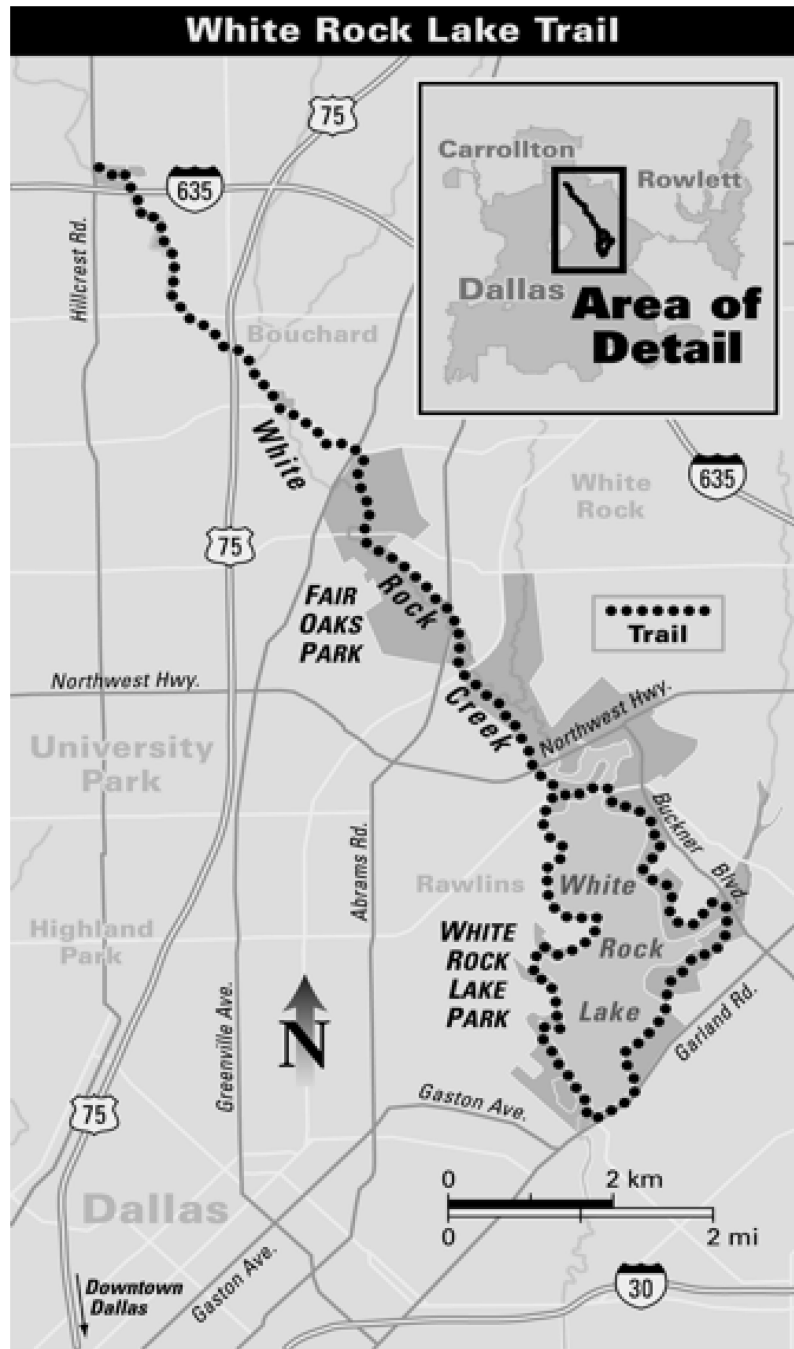 White Rock Lake Trail
75
635
Hillcrest Rd.
Carrollton
Rowlett
Dallas
Area of
Detail
Bouchard
White
White
Rock
635
75
Rock
FAIR
OAKS
PARK
Trail
Creek
Northwest Hwy.
Northwest Hwy.
University
Park
Buckner
Blvd.
Abrams Rd.
Rawlins
White
Highland
Park
WHITE
ROCK
LAKE
PARK
Rock
Lake
Greenville Ave.
N
Garland Rd.
Gaston Ave.
75
0
2 km
0
2 mi
Dallas
Gaston Ave.
Downtown
Dallas
30